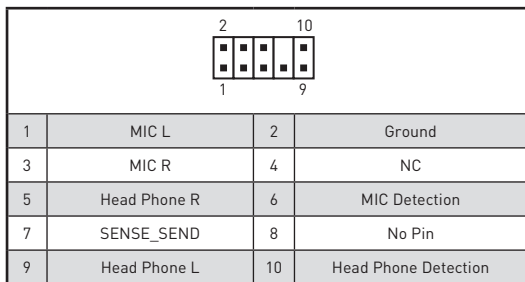 2 10
1 9
1 MIC L 2 Ground
3 MIC R 4 NC
5 Head Phone R 6 MIC Detection
7 SENSE_SEND 8 No Pin
9 Head Phone L 10 Head Phone Detection